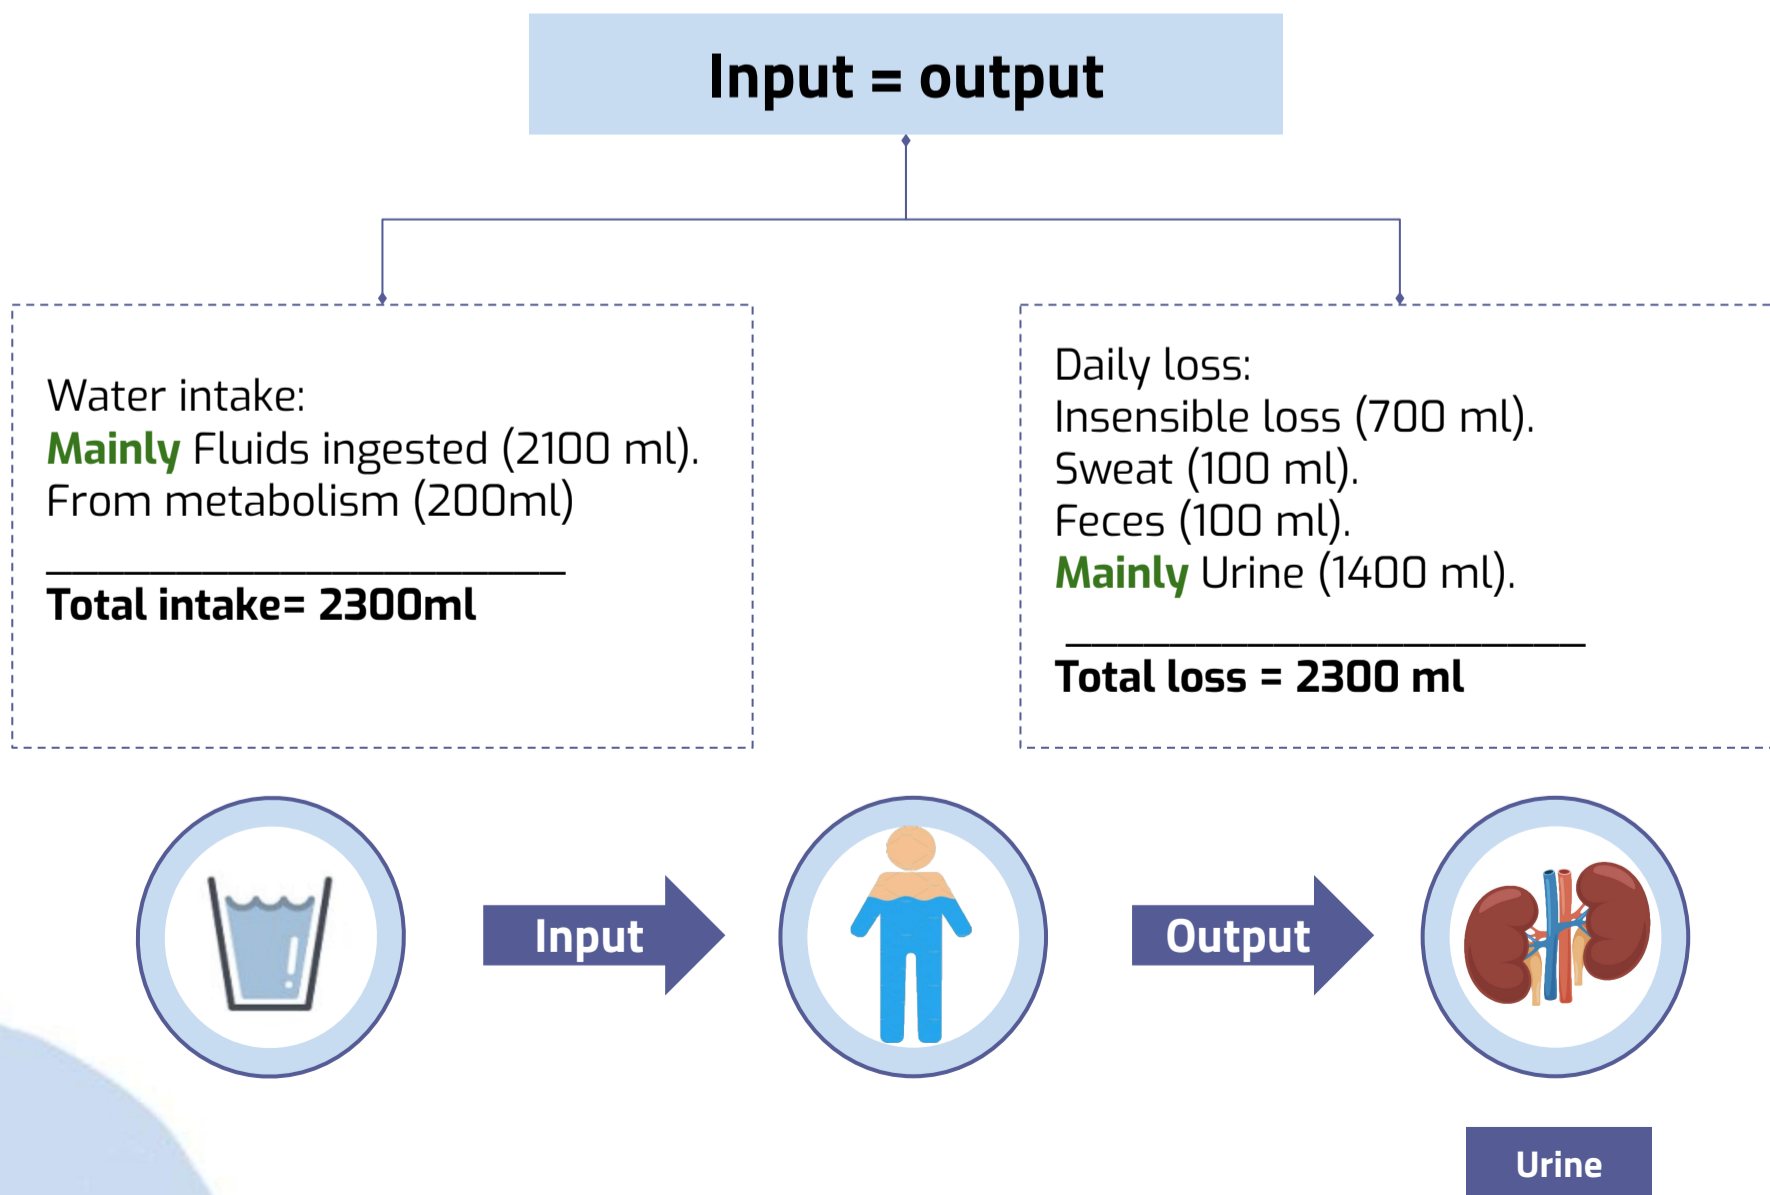 Input = output
Water intake:
Mainly Fluids ingested (2100 ml).
From metabolism (200ml)
Total intake= 2300ml
Daily loss:
Insensible loss (700 ml).
Sweat (100 ml).
Feces (100 ml).
Mainly Urine (1400 ml).
Total loss = 2300 ml
Input
Output
Urine